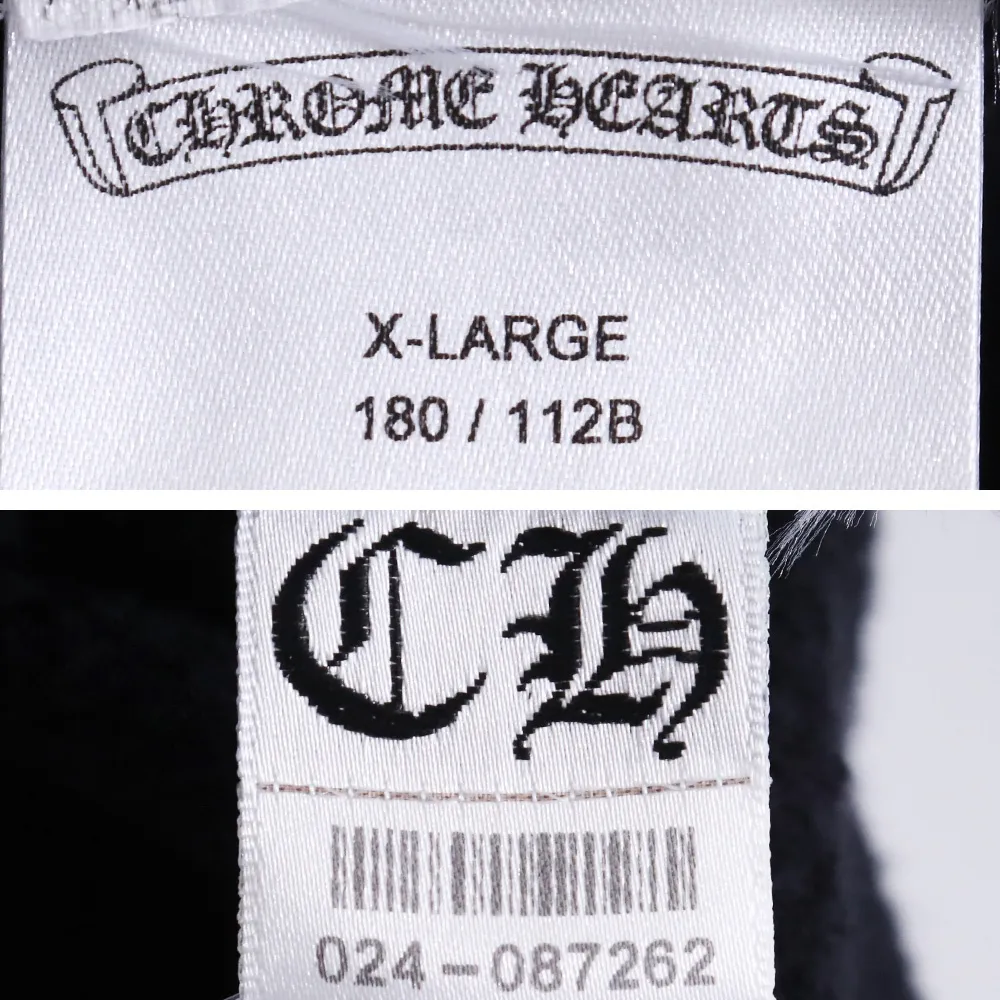 CHROME HEARTS
X-LARGE
180 / 112B
CH
024-087262